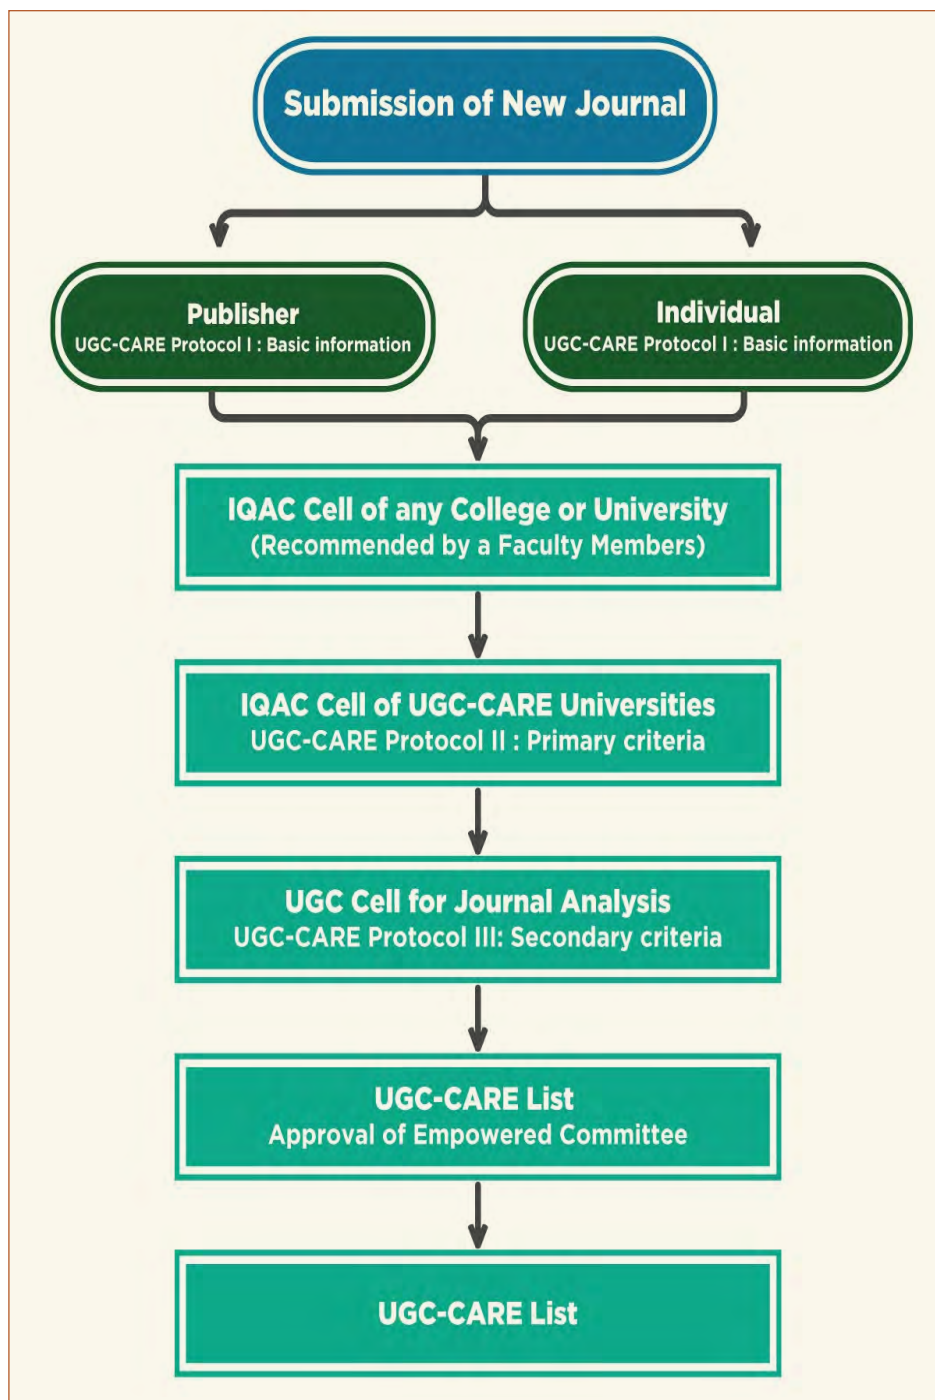 Submission of New Journal
Publisher
UGC-CARE Protocol I : Basic information
Individual
UGC-CARE Protocol I : Basic information
IQAC Cell of any College or University
(Recommended by a Faculty Members)
IQAC Cell of UGC-CARE Universities
UGC-CARE Protocol II : Primary criteria
UGC Cell for Journal Analysis
UGC-CARE Protocol III: Secondary criteria
UGC-CARE List
Approval of Empowered Committee
UGC-CARE List